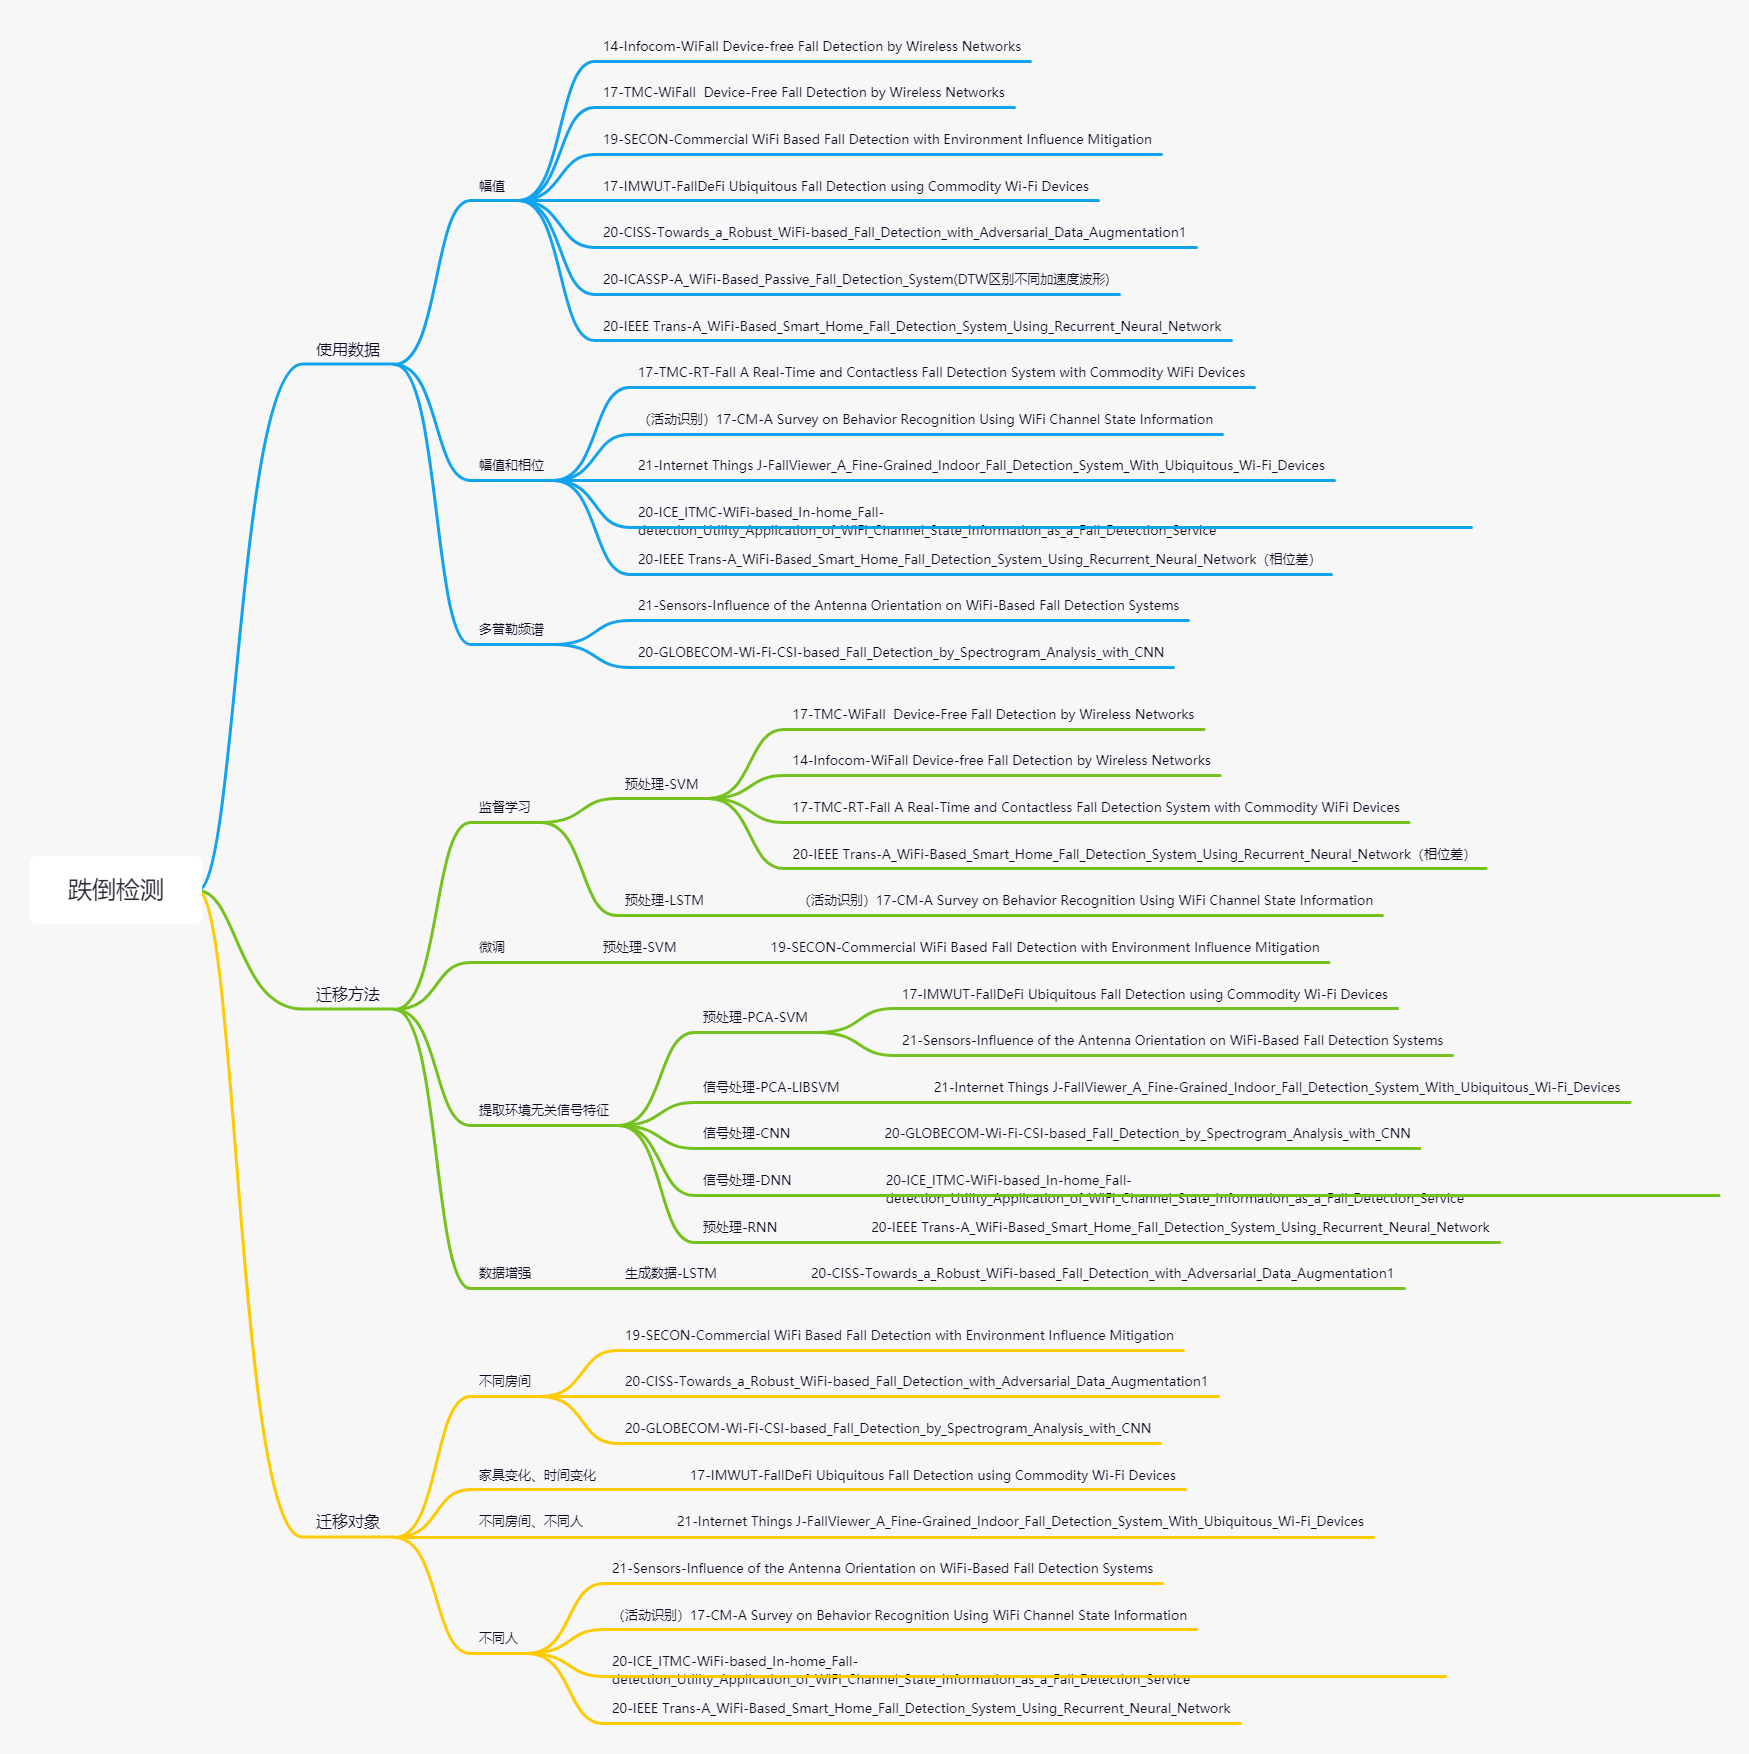 跌倒检测
使用数据
幅值
14-Infocom-WiFall Device-free Fall Detection by Wireless Networks
17-TMC-WiFall  Device-Free Fall Detection by Wireless Networks
19-SECON-Commercial WiFi Based Fall Detection with Environment Influence Mitigation
17-IMWUT-FallDeFi Ubiquitous Fall Detection using Commodity Wi-Fi Devices
20-CISS-Towards_a_Robust_WiFi-based_Fall_Detection_with_Adversarial_Data_Augmentation1
20-ICASSP-A_WiFi-Based_Passive_Fall_Detection_System(DTW区别不同加速度波形)
20-IEEE Trans-A_WiFi-Based_Smart_Home_Fall_Detection_System_Using_Recurrent_Neural_Network
幅值和相位
17-TMC-RT-Fall A Real-Time and Contactless Fall Detection System with Commodity WiFi Devices
（活动识别）17-CM-A Survey on Behavior Recognition Using WiFi Channel State Information
21-Internet Things J-FallViewer_A_Fine-Grained_Indoor_Fall_Detection_System_With_Ubiquitous_Wi-Fi_Devices
20-ICE_ITMC-WiFi-based_In-home_Fall-
detection_Utility_Application_of_WiFi_Channel_State_Information_as_a_Fall_Detection_Service
20-IEEE Trans-A_WiFi-Based_Smart_Home_Fall_Detection_System_Using_Recurrent_Neural_Network（相位差）
多普勒频谱
21-Sensors-Influence of the Antenna Orientation on WiFi-Based Fall Detection Systems
20-GLOBECOM-Wi-Fi-CSI-based_Fall_Detection_by_Spectrogram_Analysis_with_CNN
迁移方法
监督学习
预处理-SVM
17-TMC-WiFall  Device-Free Fall Detection by Wireless Networks
14-Infocom-WiFall Device-free Fall Detection by Wireless Networks
17-TMC-RT-Fall A Real-Time and Contactless Fall Detection System with Commodity WiFi Devices
20-IEEE Trans-A_WiFi-Based_Smart_Home_Fall_Detection_System_Using_Recurrent_Neural_Network（相位差）
预处理-LSTM
（活动识别）17-CM-A Survey on Behavior Recognition Using WiFi Channel State Information
微调
预处理-SVM
19-SECON-Commercial WiFi Based Fall Detection with Environment Influence Mitigation
提取环境无关信号特征
预处理-PCA-SVM
17-IMWUT-FallDeFi Ubiquitous Fall Detection using Commodity Wi-Fi Devices
21-Sensors-Influence of the Antenna Orientation on WiFi-Based Fall Detection Systems
信号处理-PCA-LIBSVM
21-Internet Things J-FallViewer_A_Fine-Grained_Indoor_Fall_Detection_System_With_Ubiquitous_Wi-Fi_Devices
信号处理-CNN
20-GLOBECOM-Wi-Fi-CSI-based_Fall_Detection_by_Spectrogram_Analysis_with_CNN
信号处理-DNN
20-ICE_ITMC-WiFi-based_In-home_Fall-
detection_Utility_Application_of_WiFi_Channel_State_Information_as_a_Fall_Detection_Service
预处理-RNN
20-IEEE Trans-A_WiFi-Based_Smart_Home_Fall_Detection_System_Using_Recurrent_Neural_Network
数据增强
生成数据-LSTM
20-CISS-Towards_a_Robust_WiFi-based_Fall_Detection_with_Adversarial_Data_Augmentation1
迁移对象
不同房间
19-SECON-Commercial WiFi Based Fall Detection with Environment Influence Mitigation
20-CISS-Towards_a_Robust_WiFi-based_Fall_Detection_with_Adversarial_Data_Augmentation1
20-GLOBECOM-Wi-Fi-CSI-based_Fall_Detection_by_Spectrogram_Analysis_with_CNN
家具变化、时间变化
17-IMWUT-FallDeFi Ubiquitous Fall Detection using Commodity Wi-Fi Devices
不同房间、不同人
21-Internet Things J-FallViewer_A_Fine-Grained_Indoor_Fall_Detection_System_With_Ubiquitous_Wi-Fi_Devices
不同人
21-Sensors-Influence of the Antenna Orientation on WiFi-Based Fall Detection Systems
（活动识别）17-CM-A Survey on Behavior Recognition Using WiFi Channel State Information
20-ICE_ITMC-WiFi-based_In-home_Fall-
detection_Utility_Application_of_WiFi_Channel_State_Information_as_a_Fall_Detection_Service
20-IEEE Trans-A_WiFi-Based_Smart_Home_Fall_Detection_System_Using_Recurrent_Neural_Network